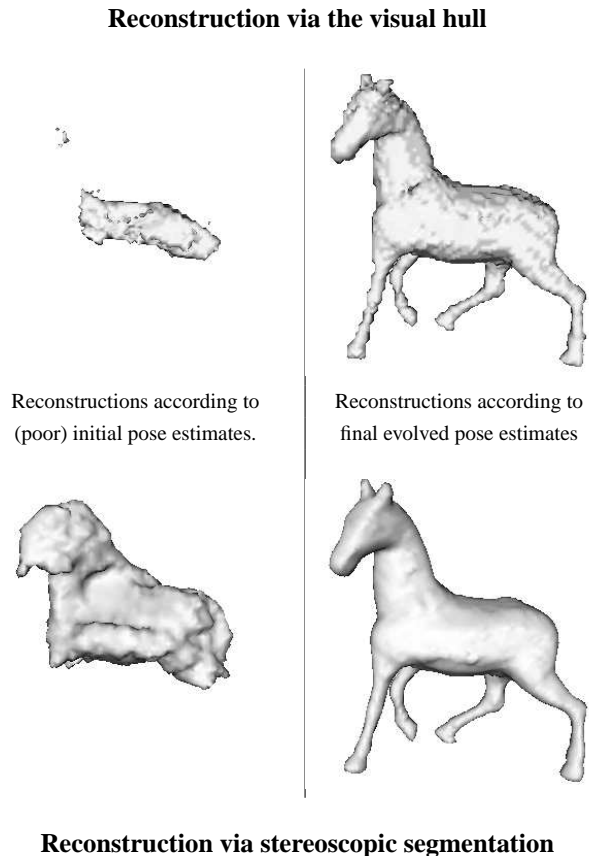 Reconstruction via the visual hull
Reconstructions according to
(poor) initial pose estimates.
Reconstructions according to
final evolved pose estimates
Reconstruction via stereoscopic segmentation